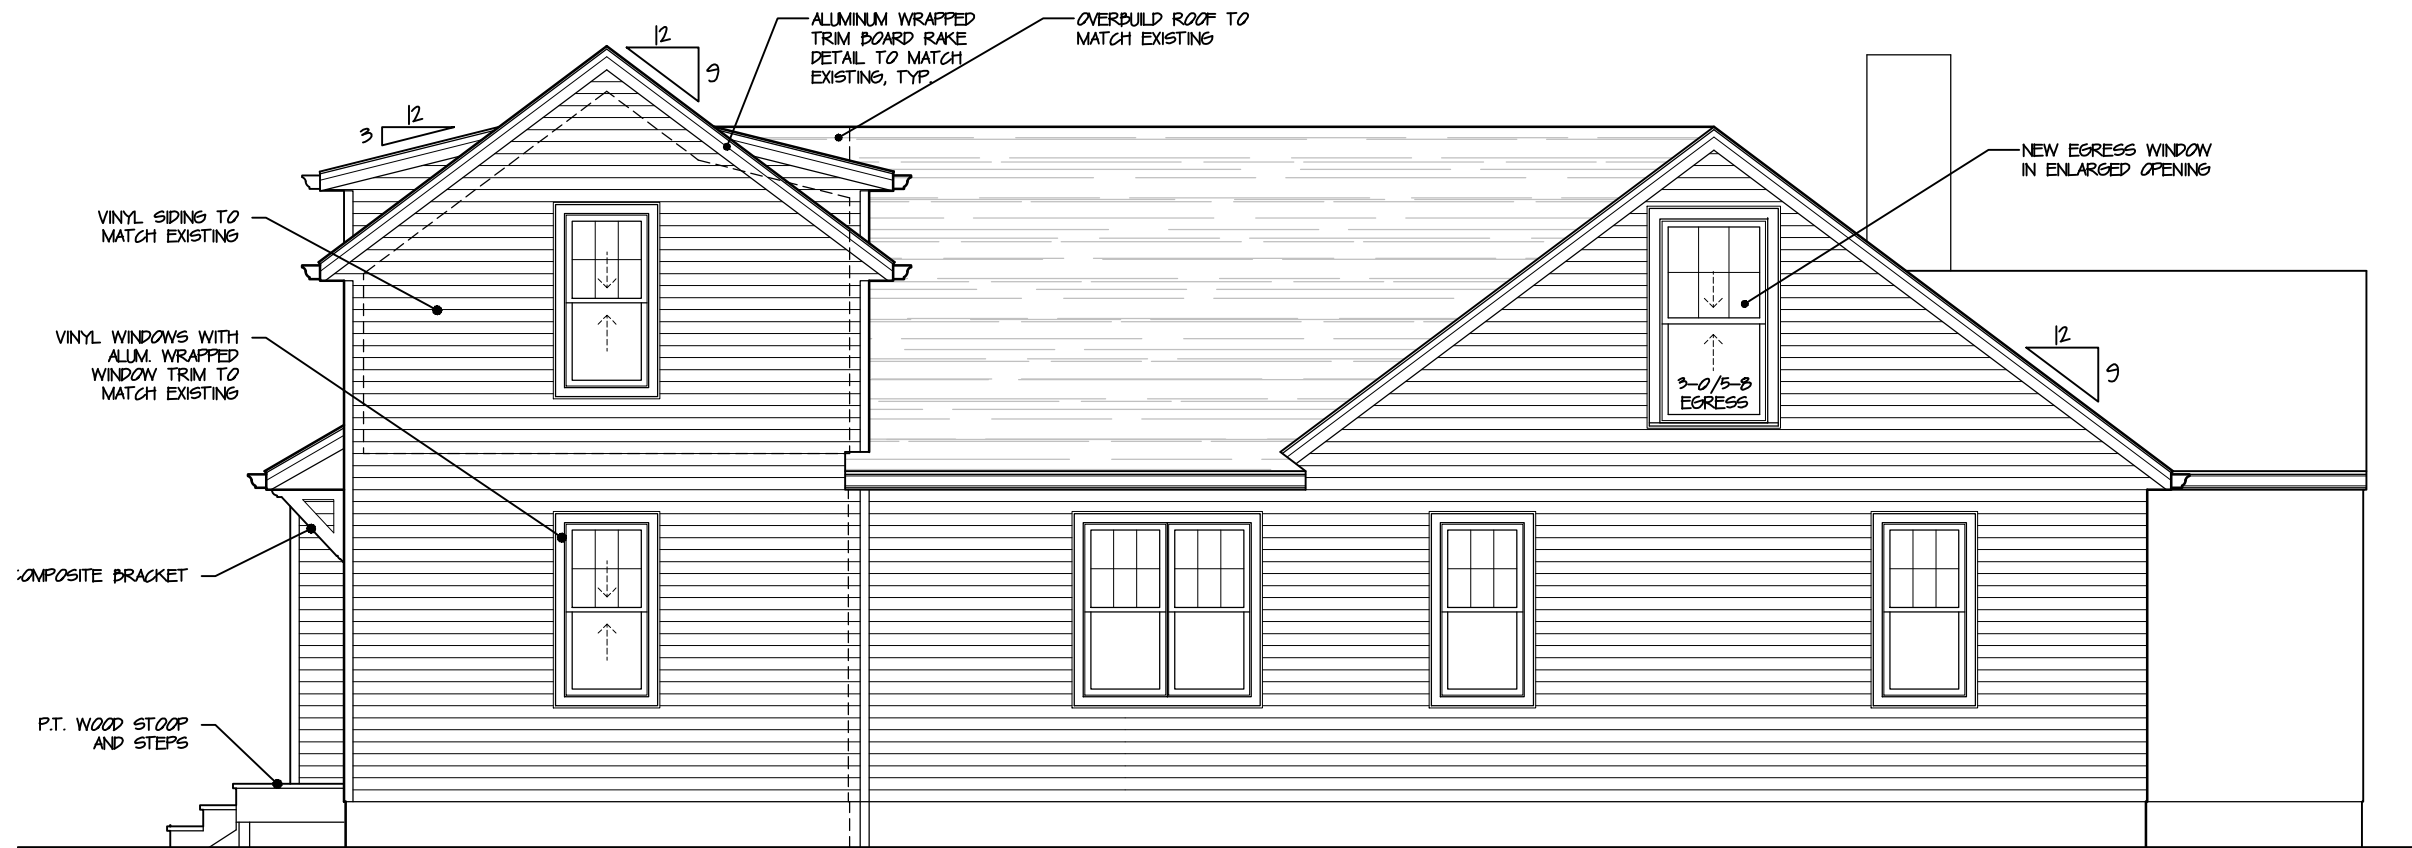 ALUMINUM WRAPPED
TRIM BOARD RAKE
DETAIL TO MATCH
EXISTING, TYP.
OVERBUILD ROOF TO
MATCH EXISTING
12
9
12
3
NEW EGRESS WINDOW
IN ENLARGED OPENING
VINYL SIDING TO
MATCH EXISTING
VINYL WINDOWS WITH
ALUM. WRAPPED
WINDOW TRIM TO
MATCH EXISTING
12
9
3-0/5-8
EGRESS
COMPOSITE BRACKET
P.T. WOOD STOOP
AND STEPS